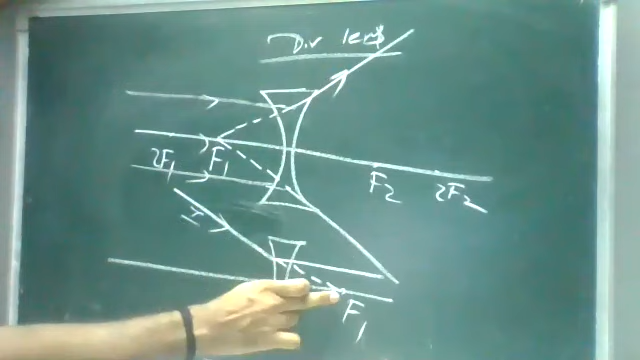 Div lens
2F₁ F₁ F₂ 2F₂
F₁